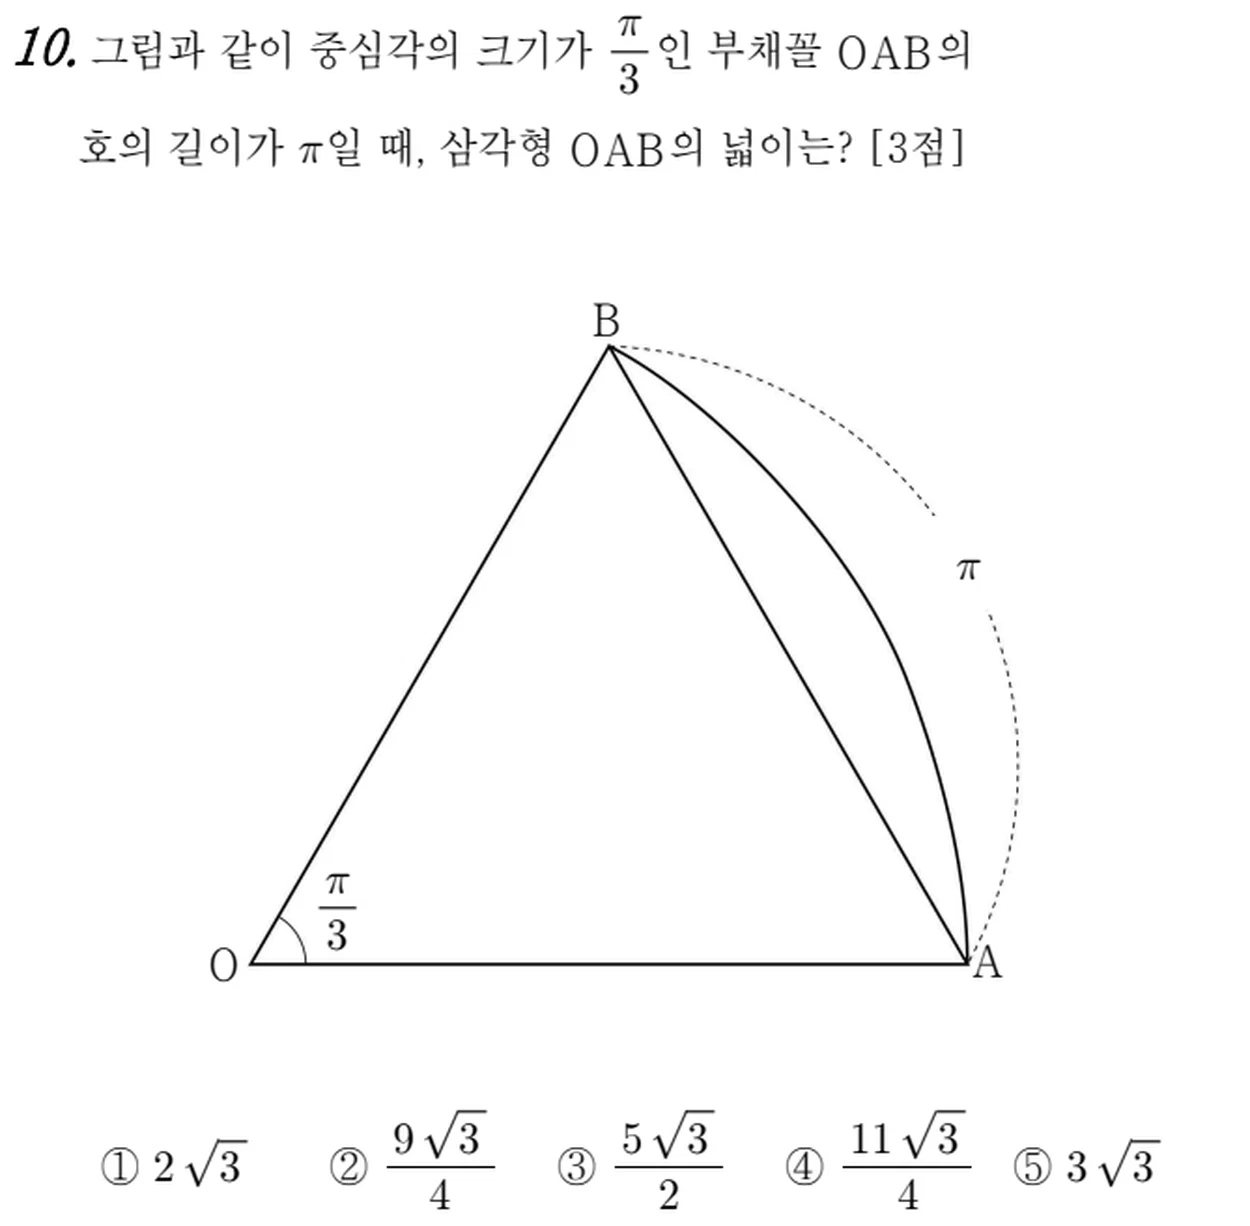 10. 그림과 같이 중심각의 크기가 π/3인 부채꼴 OAB의
호의 길이가 π일 때, 삼각형 OAB의 넓이는? [3점]
B
π
π/3
O
A
① 2√3 ② 9√3/4 ③ 5√3/2 ④ 11√3/4 ⑤ 3√3